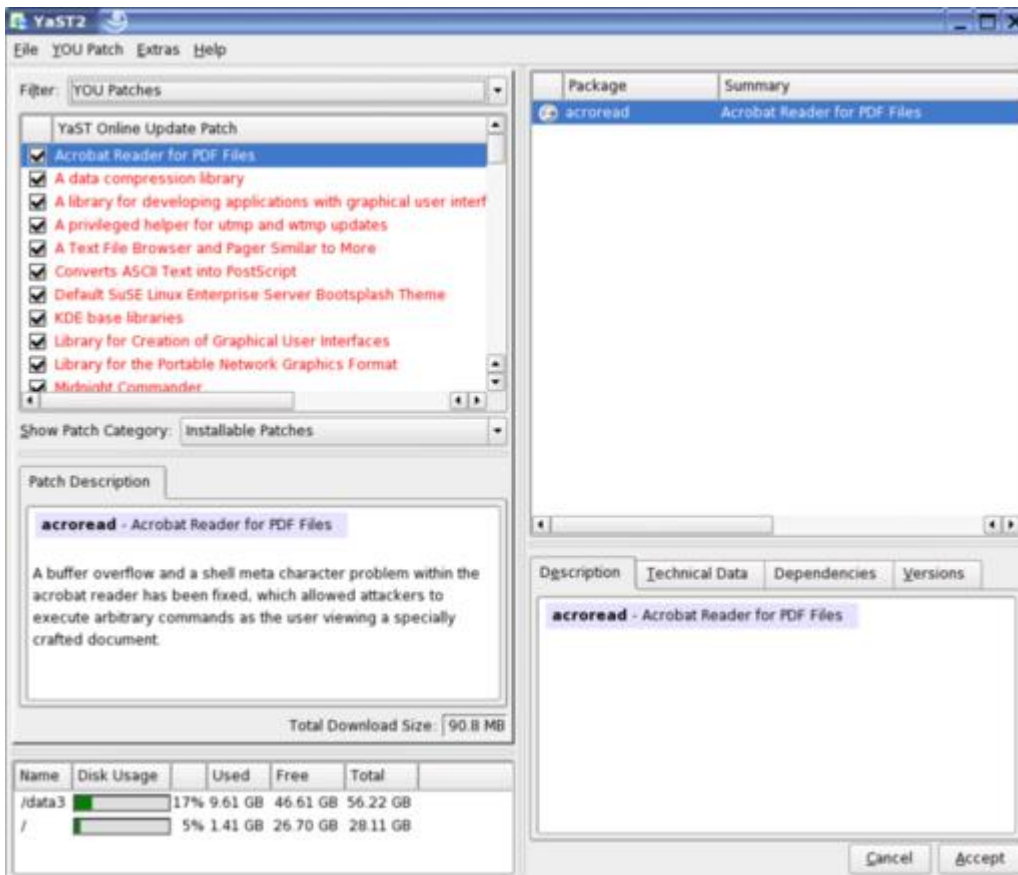 YaST2
File YOU Patch Extras Help
Filter: YOU Patches
YaST Online Update Patch
Acrobat Reader for PDF Files
A data compression library
A library for developing applications with graphical user interf
A privileged helper for utmp and wtmp updates
A Text File Browser and Pager Similar to More
Converts ASCII Text into PostScript
Default SuSE Linux Enterprise Server Bootsplash Theme
KDE base libraries
Library for Creation of Graphical User Interfaces
Library for the Portable Network Graphics Format
Midnight Commander
Show Patch Category: Installable Patches
Patch Description
acroread - Acrobat Reader for PDF Files
A buffer overflow and a shell meta character problem within the
acrobat reader has been fixed, which allowed attackers to
execute arbitrary commands as the user viewing a specially
crafted document.
Total Download Size: 90.8 MB
Name Disk Usage Used Free Total
/data3 17% 9.61 GB 46.61 GB 56.22 GB
/ 5% 1.41 GB 26.70 GB 28.11 GB
Package Summary
acroread Acrobat Reader for PDF Files
Description Technical Data Dependencies Versions
acroread - Acrobat Reader for PDF Files
Cancel Accept